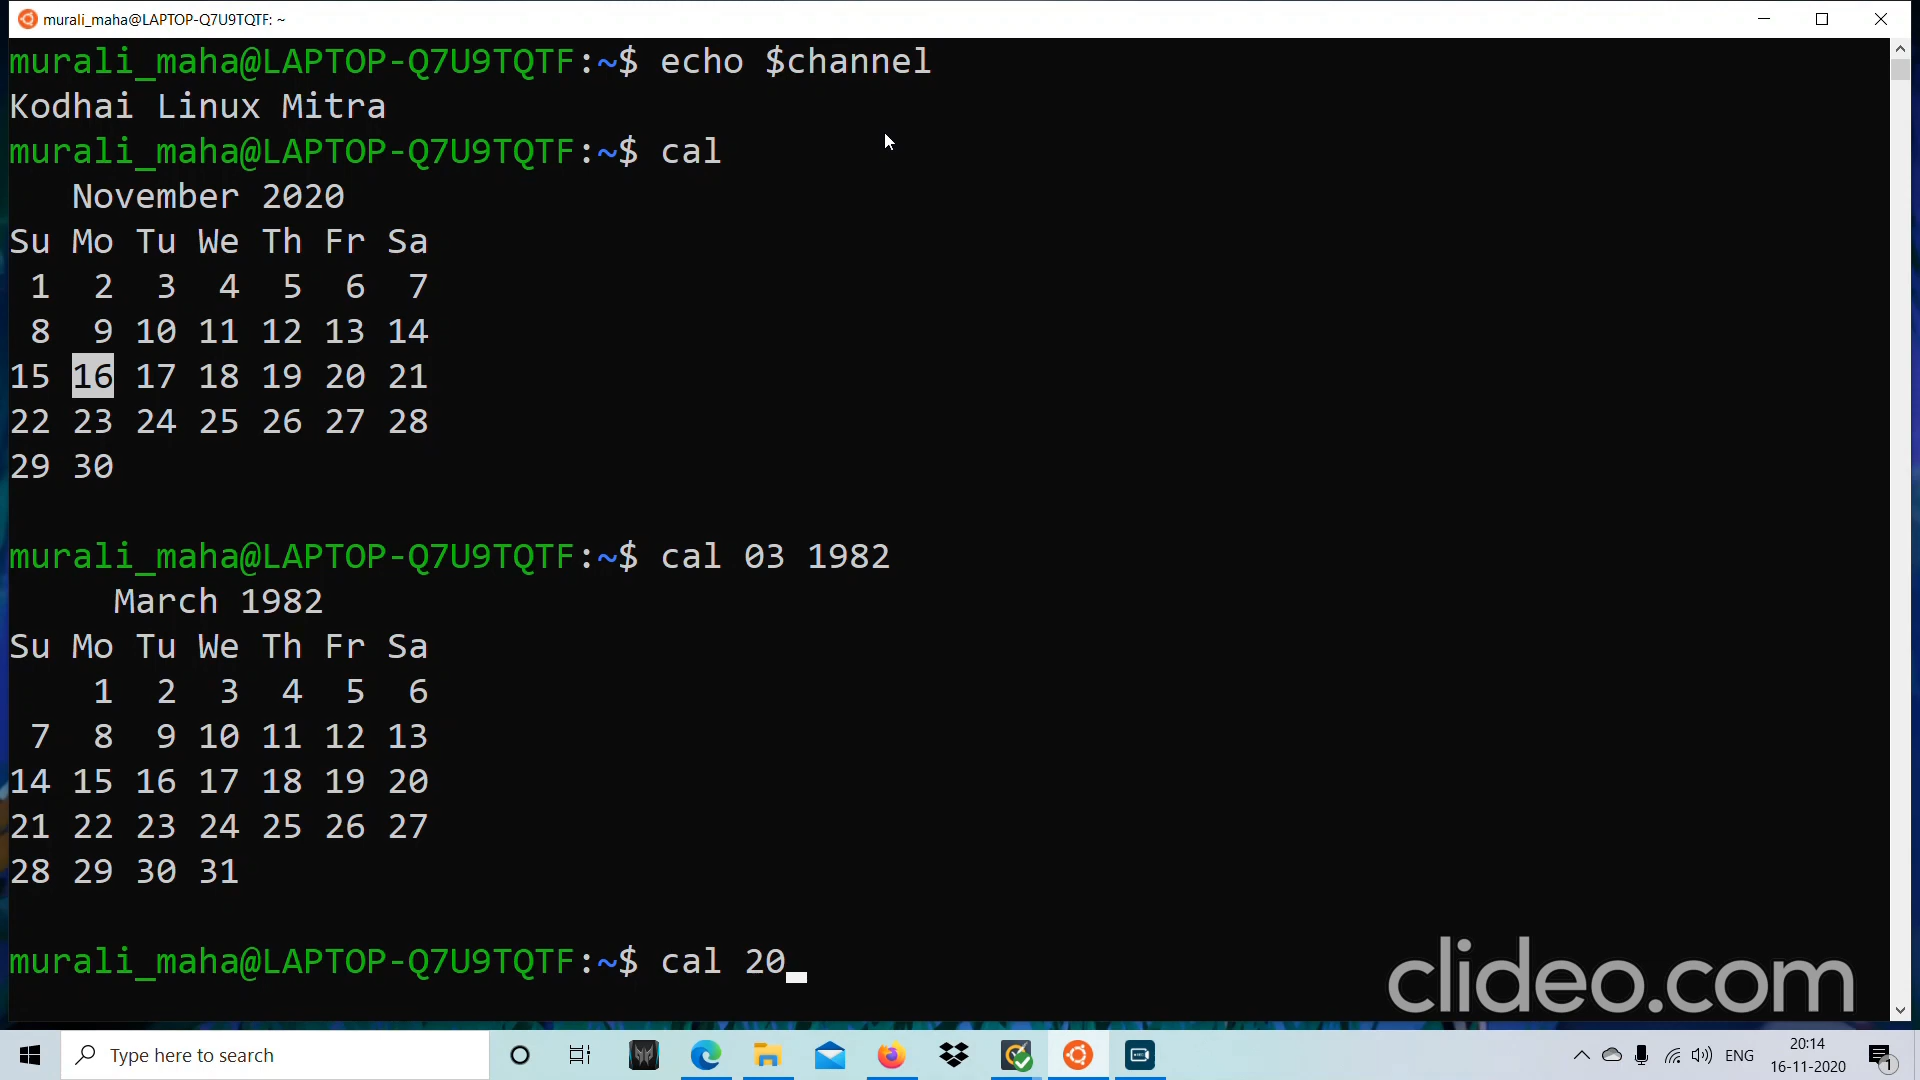 murali_maha@LAPTOP-Q7U9TQTF: ~
murali_maha@LAPTOP-Q7U9TQTF:~$ echo $channel
Kodhai Linux Mitra
murali_maha@LAPTOP-Q7U9TQTF:~$ cal
November 2020
Su Mo Tu We Th Fr Sa
1 2 3 4 5 6 7
8 9 10 11 12 13 14
15 16 17 18 19 20 21
22 23 24 25 26 27 28
29 30
murali_maha@LAPTOP-Q7U9TQTF:~$ cal 03 1982
March 1982
Su Mo Tu We Th Fr Sa
1 2 3 4 5 6
7 8 9 10 11 12 13
14 15 16 17 18 19 20
21 22 23 24 25 26 27
28 29 30 31
murali_maha@LAPTOP-Q7U9TQTF:~$ cal 20_
clideo.com
Type here to search
ENG
20:14
16-11-2020
1